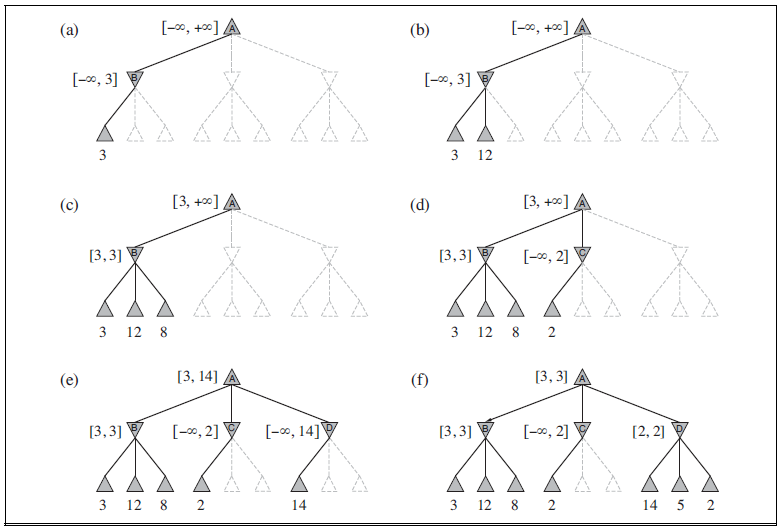 (a) [−∞, +∞] A
[−∞, 3] B
3
(b) [−∞, +∞] A
[−∞, 3] B
3 12
(c) [3, +∞] A
[3, 3] B
3 12 8
(d) [3, +∞] A
[3, 3] B [−∞, 2] C
3 12 8 2
(e) [3, 14] A
[3, 3] B [−∞, 2] C [−∞, 14] D
3 12 8 2 14
(f) [3, 3] A
[3, 3] B [−∞, 2] C [2, 2] D
3 12 8 2 14 5 2